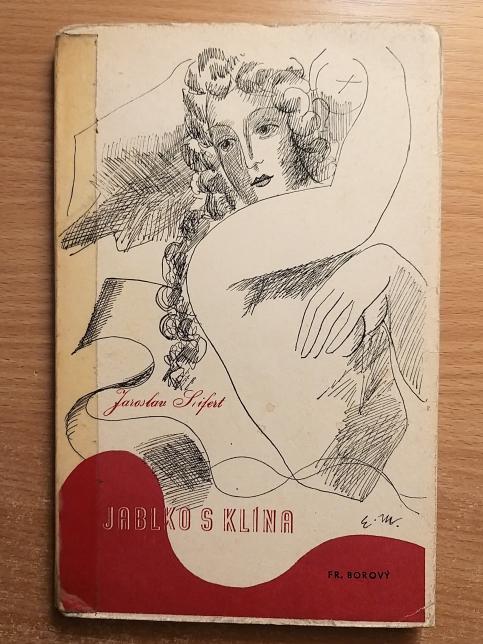 Jaroslav Seifert
JABLKO S KLÍNA
E. M.
FR. BOROVÝ